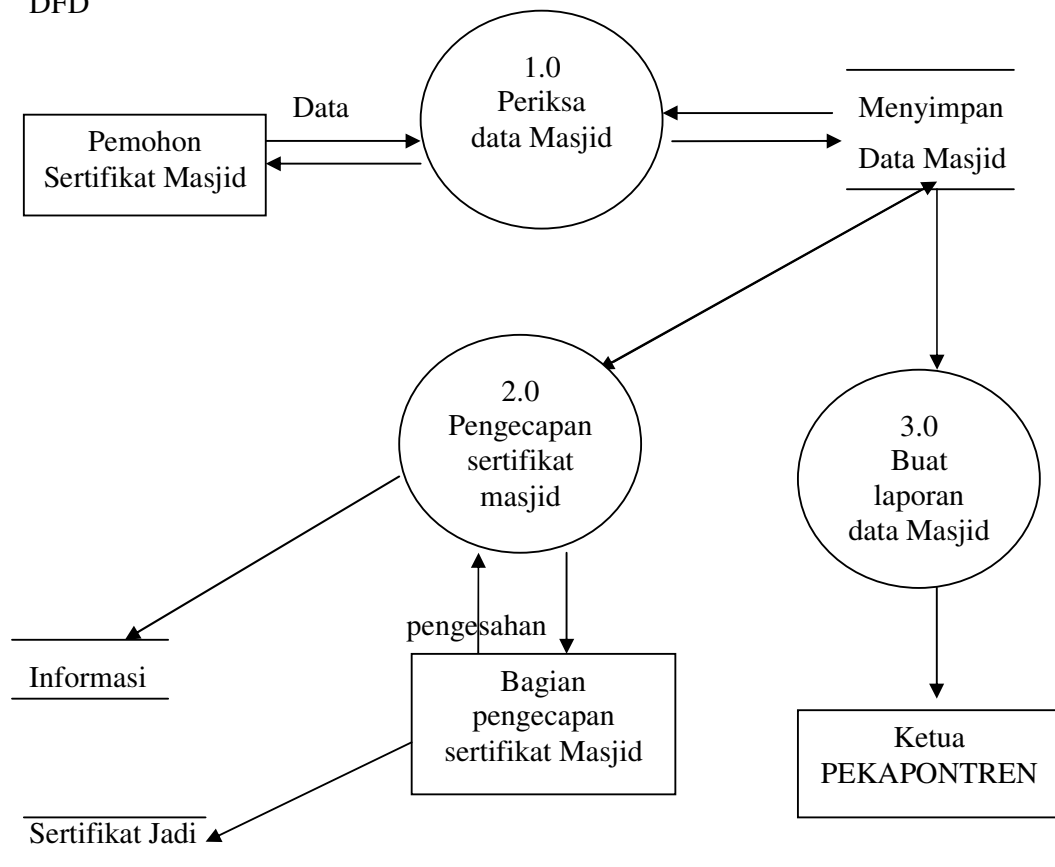 DFD
1.0
Periksa
data Masjid
Data
Menyimpan
Data Masjid
Pemohon
Sertifikat Masjid
2.0
Pengecapan
sertifikat
masjid
3.0
Buat
laporan
data Masjid
pengesahan
Informasi
Bagian
pengecapan
sertifikat Masjid
Ketua
PEKAPONTREN
Sertifikat Jadi